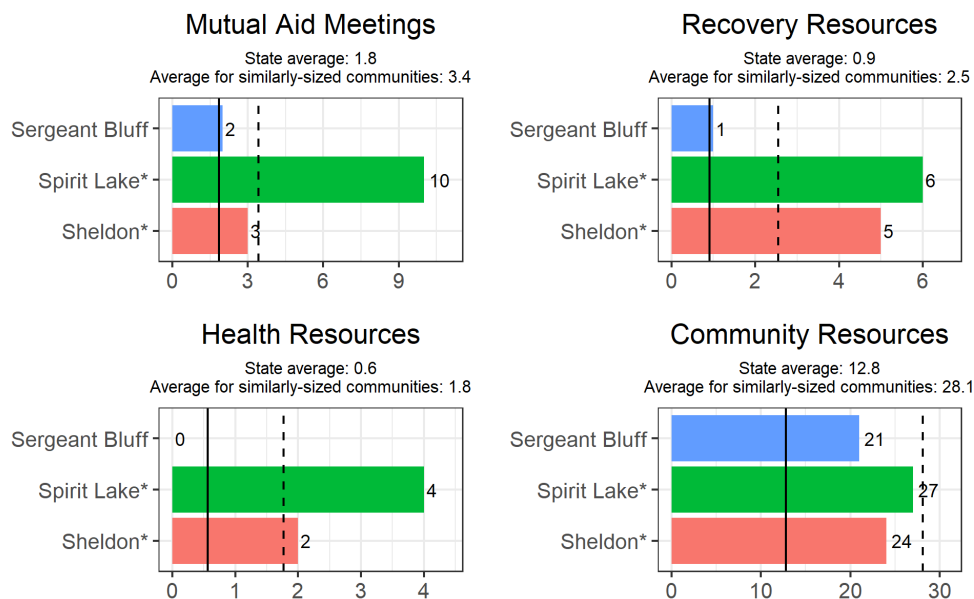 Mutual Aid Meetings
State average: 1.8
Average for similarly-sized communities: 3.4
Sergeant Bluff 2
Spirit Lake* 10
Sheldon* 3
0 3 6 9
Recovery Resources
State average: 0.9
Average for similarly-sized communities: 2.5
Sergeant Bluff 1
Spirit Lake* 6
Sheldon* 5
0 2 4 6
Health Resources
State average: 0.6
Average for similarly-sized communities: 1.8
Sergeant Bluff 0
Spirit Lake* 4
Sheldon* 2
0 1 2 3 4
Community Resources
State average: 12.8
Average for similarly-sized communities: 28.1
Sergeant Bluff 21
Spirit Lake* 27
Sheldon* 24
0 10 20 30